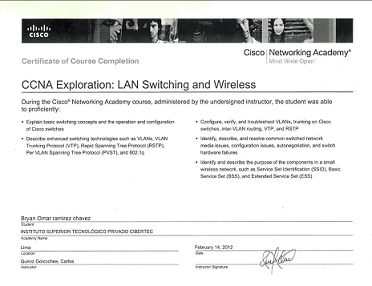 CISCO
Cisco Networking Academy®
Certificate of Course Completion
Mind Wide Open™
CCNA Exploration: LAN Switching and Wireless
During the Cisco® Networking Academy course, administered by the undersigned instructor, the student was able
to proficiently:
• Explain basic switching concepts and the operation and configuration
of Cisco switches
• Describe enhanced switching technologies such as VLANs, VLAN
Trunking Protocol (VTP), Rapid Spanning Tree Protocol (RSTP),
Per VLAN Spanning Tree Protocol (PVST), and 802.1q
• Configure, verify, and troubleshoot VLANs, trunking on Cisco
switches, inter-VLAN routing, VTP, and RSTP
• Identify, describe, and resolve common switched network
media issues, configuration issues, autonegotiation, and switch
hardware failures
• Identify and describe the purpose of the components in a small
wireless network, such as Service Set Identification (SSID), Basic
Service Set (BSS), and Extended Service Set (ESS)
Bryan Omar ramirez chavez
Student
INSTITUTO SUPERIOR TECNOLÓGICO PRIVADO CIBERTEC
Academy Name
Lima
February 14, 2012
Location
Date
Quiroz Goicochea, Carlos
Instructor
Instructor Signature